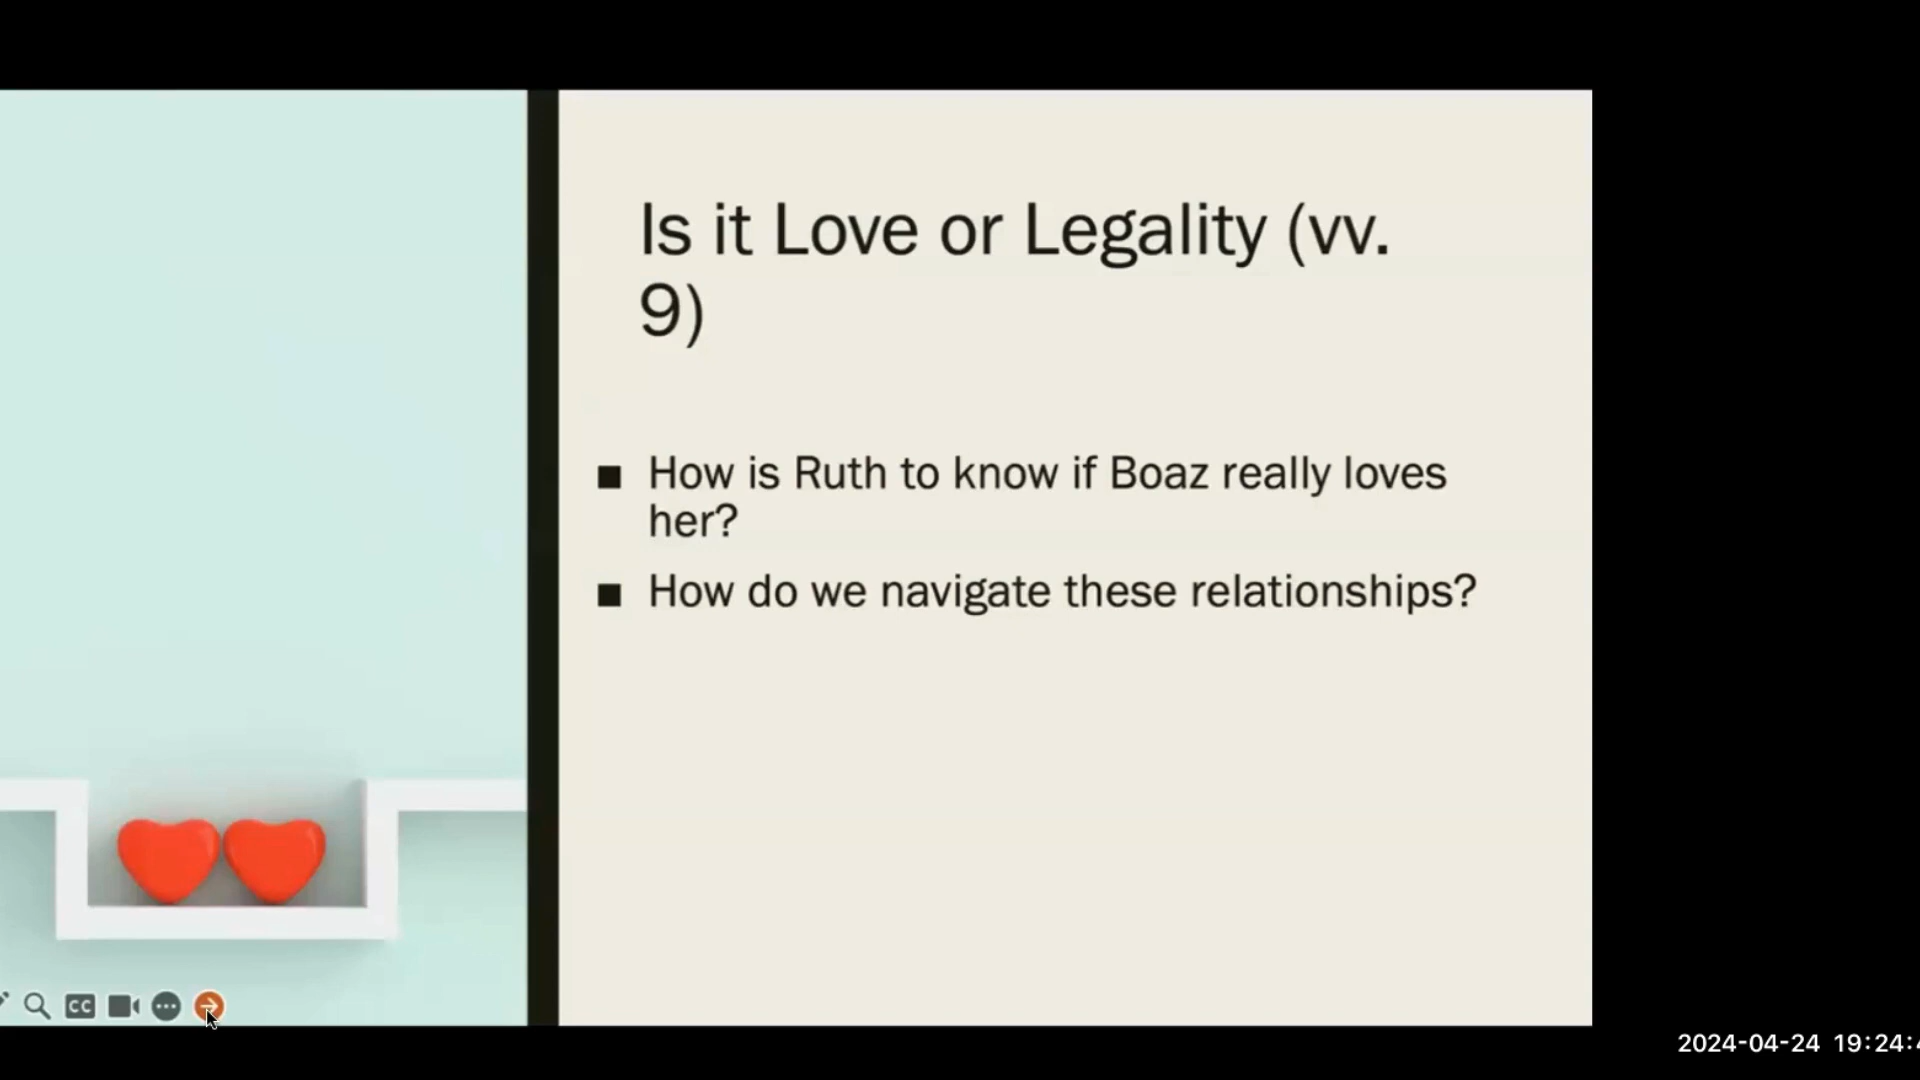 Is it Love or Legality (vv.
9)
■ How is Ruth to know if Boaz really loves
her?
■ How do we navigate these relationships?
CC
2024-04-24 19:24: